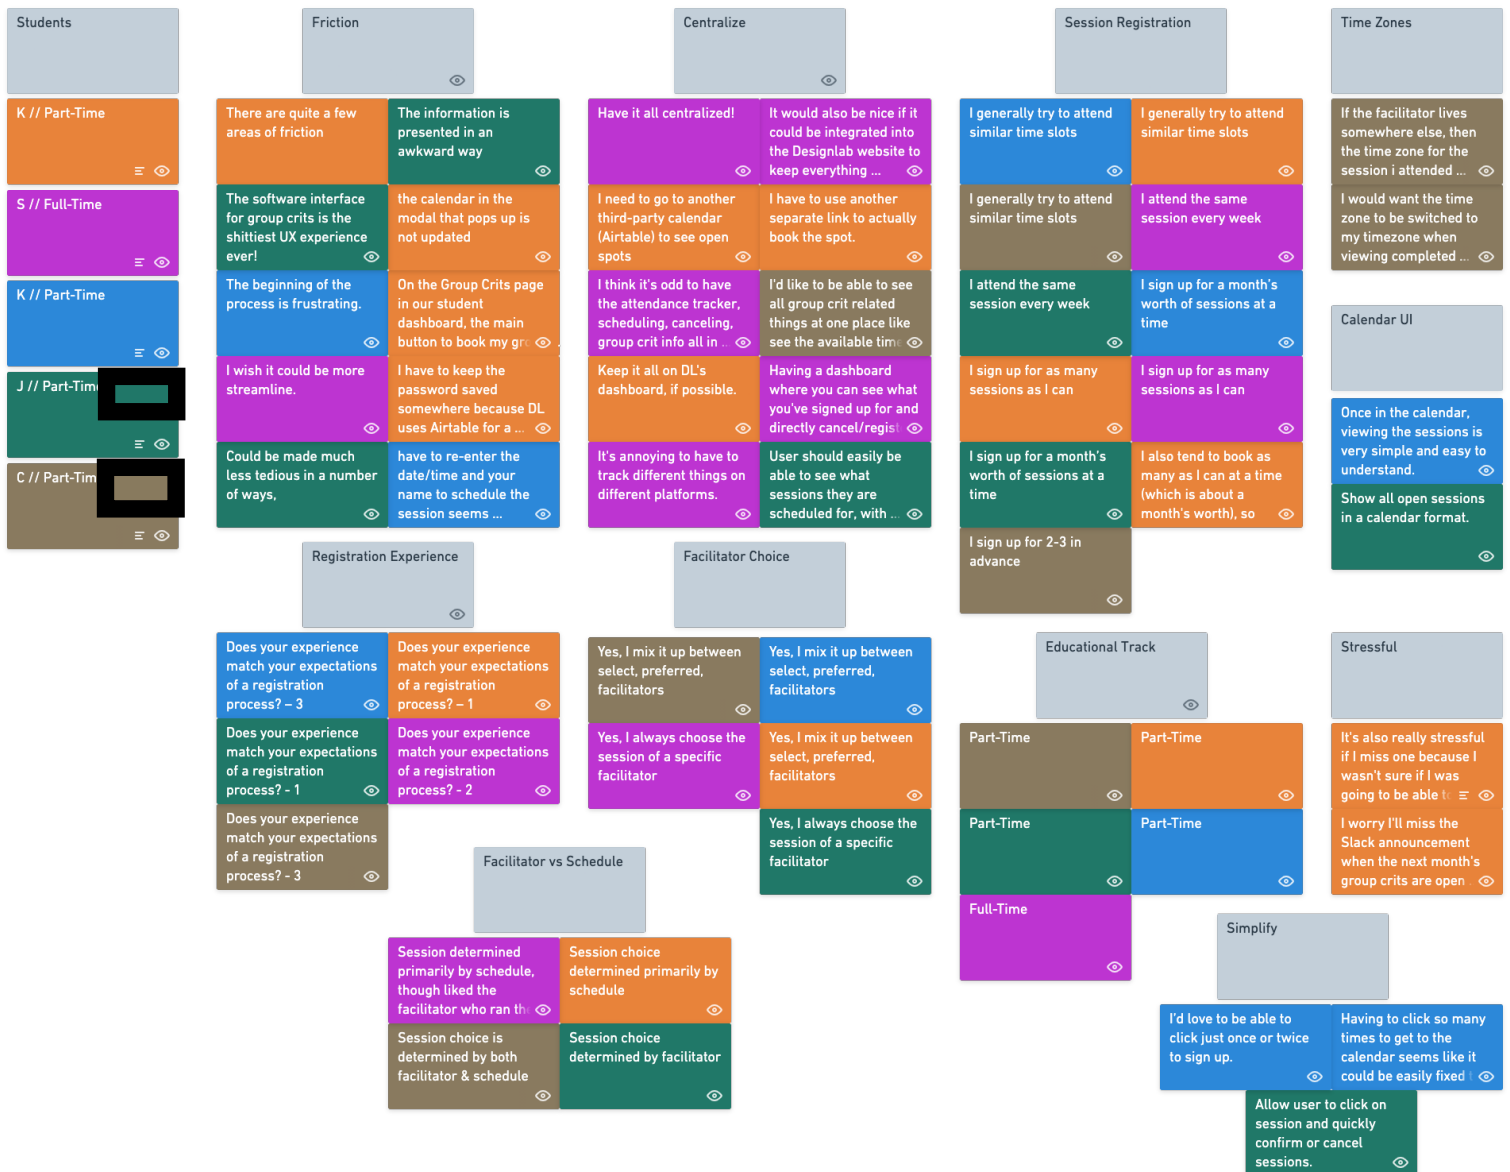 Students
K // Part-Time
S // Full-Time
K // Part-Time
J // Part-Time
C // Part-Tim
Friction
There are quite a few
areas of friction
The information is
presented in an
awkward way
The software interface
for group crits is the
shittiest UX experience
ever!
the calendar in the
modal that pops up is
not updated
The beginning of the
process is frustrating.
On the Group Crits page
in our student
dashboard, the main
button to book my gr
I wish it could be more
streamline.
I have to keep the
password saved
somewhere because DL
uses Airtable for a ...
Could be made much
less tedious in a number
of ways,
have to re-enter the
date/time and your
name to schedule the
session seems ...
Centralize
Have it all centralized!
It would also be nice if it
could be integrated into
the Designlab website to
keep everything ...
I need to go to another
third-party calendar
(Airtable) to see open
spots
I have to use another
separate link to actually
book the spot.
I think it's odd to have
the attendance tracker,
scheduling, canceling,
group crit info all in ..
I'd like to be able to see
all group crit related
things at one place like
see the available time
Keep it all on DL's
dashboard, if possible.
Having a dashboard
where you can see what
you've signed up for and
directly cancel/regist
It's annoying to have to
track different things on
different platforms.
User should easily be
able to see what
sessions they are
scheduled for, with ...
Session Registration
I generally try to attend
similar time slots
I generally try to attend
similar time slots
I generally try to attend
similar time slots
I attend the same
session every week
I attend the same
session every week
I sign up for a month's
worth of sessions at a
time
I sign up for as many
sessions as I can
I sign up for as many
sessions as I can
I sign up for a month's
worth of sessions at a
time
I also tend to book as
many as I can at a time
(which is about a
month's worth), so
I sign up for 2-3 in
advance
Time Zones
If the facilitator lives
somewhere else, then
the time zone for the
session i attended ...
I would want the time
zone to be switched to
my timezone when
viewing completed ...
Calendar UI
Once in the calendar,
viewing the sessions is
very simple and easy to
understand.
Show all open sessions
in a calendar format.
Registration Experience
Does your experience
match your expectations
of a registration
process? – 3
Does your experience
match your expectations
of a registration
process? – 1
Does your experience
match your expectations
of a registration
process? - 1
Does your experience
match your expectations
of a registration
process? - 2
Does your experience
match your expectations
of a registration
process? - 3
Facilitator Choice
Yes, I mix it up between
select, preferred,
facilitators
Yes, I mix it up between
select, preferred,
facilitators
Yes, I always choose the
session of a specific
facilitator
Yes, I mix it up between
select, preferred,
facilitators
Yes, I always choose the
session of a specific
facilitator
Educational Track
Part-Time
Part-Time
Part-Time
Part-Time
Full-Time
Stressful
It's also really stressful
if I miss one because I
wasn't sure if I was
going to be able t
I worry I'll miss the
Slack announcement
when the next month's
group crits are open
Facilitator vs Schedule
Session determined
primarily by schedule,
though liked the
facilitator who ran th
Session choice
determined primarily by
schedule
Session choice is
determined by both
facilitator & schedule
Session choice
determined by facilitator
Simplify
I'd love to be able to
click just once or twice
to sign up.
Having to click so many
times to get to the
calendar seems like it
could be easily fixed
Allow user to click on
session and quickly
confirm or cancel
sessions.